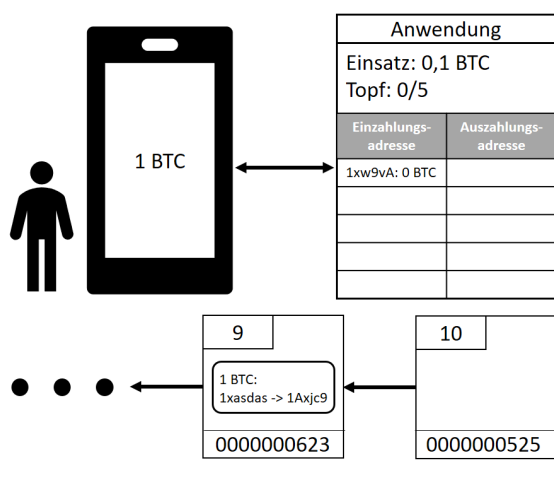 Anwendung
Einsatz: 0,1 BTC
Topf: 0/5
Einzahlungs-
adresse
Auszahlungs-
adresse
1 BTC
1xw9vA: 0 BTC
9
1 BTC:
1xasdas -> 1Axjc9
0000000623
10
0000000525